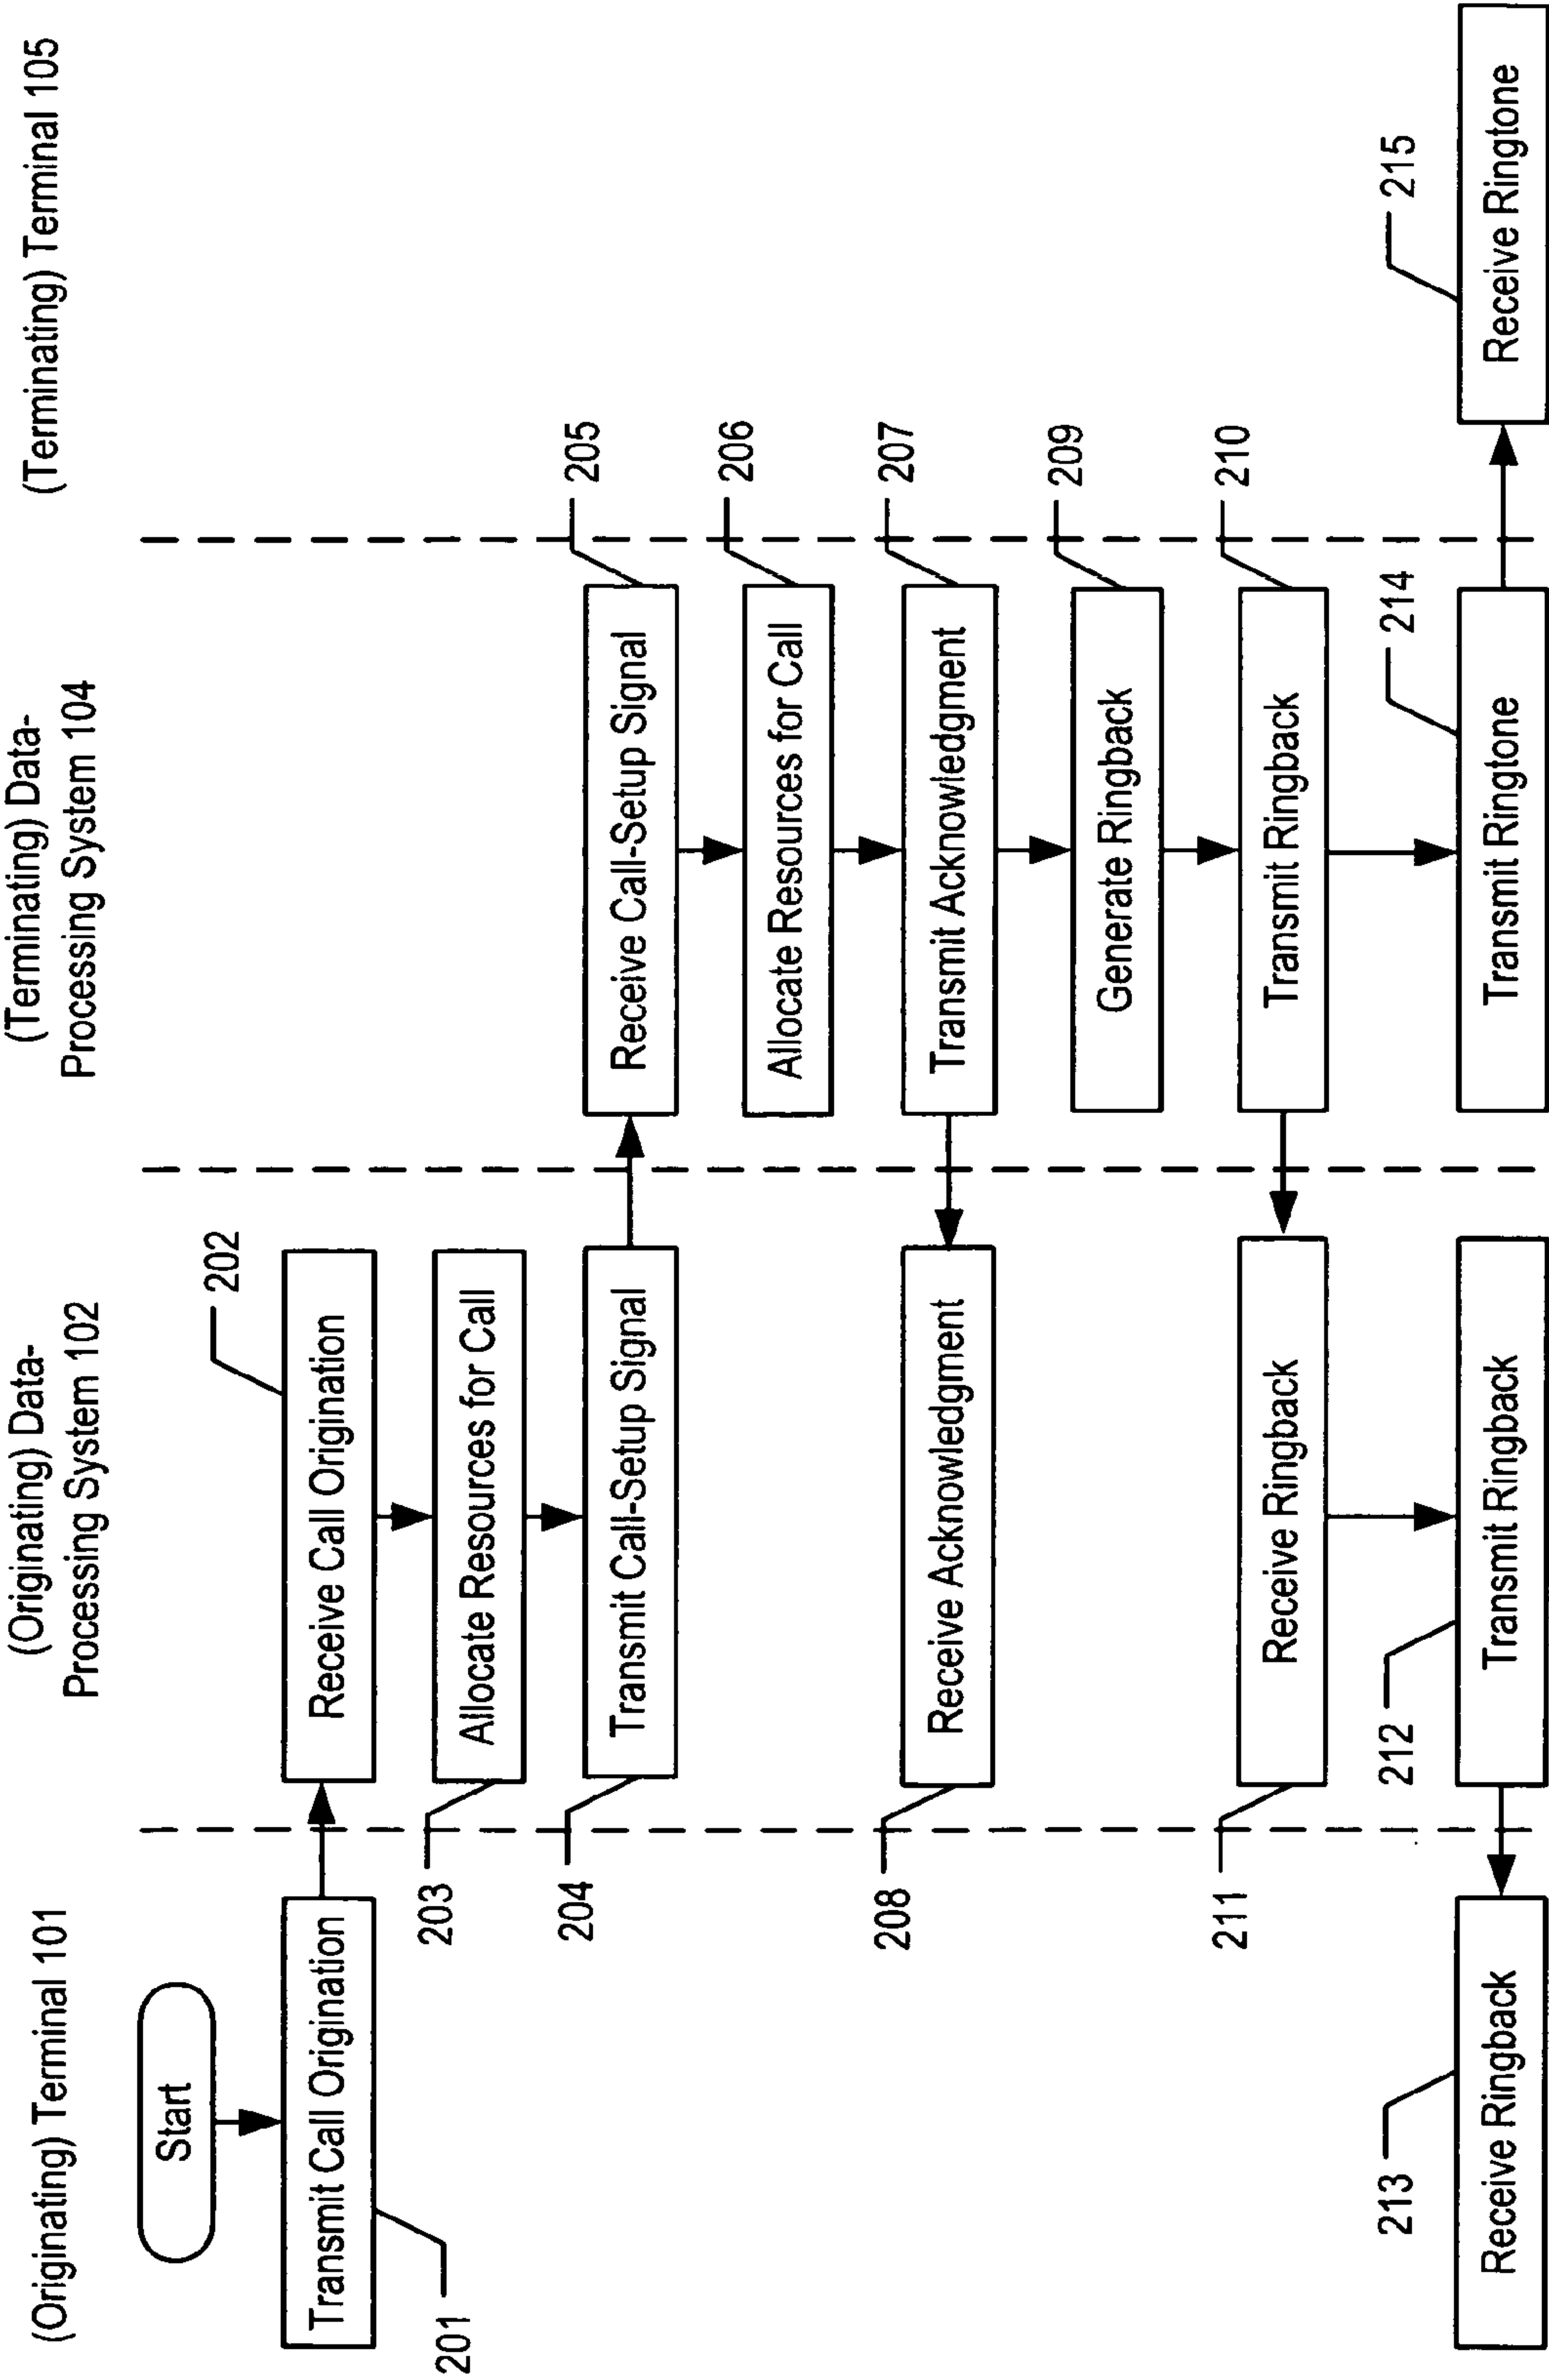 (Originating) Terminal 101
(Originating) Data-
Processing System 102
(Terminating) Data-
Processing System 104
(Terminating) Terminal 105
Start
Transmit Call Origination
201
Receive Call Origination
202
Allocate Resources for Call
203
Transmit Call-Setup Signal
204
Receive Call-Setup Signal
205
Allocate Resources for Call
206
Transmit Acknowledgment
207
Receive Acknowledgment
208
Generate Ringback
209
Transmit Ringback
210
Receive Ringback
211
Transmit Ringback
212
Receive Ringback
213
Transmit Ringtone
214
Receive Ringtone
215